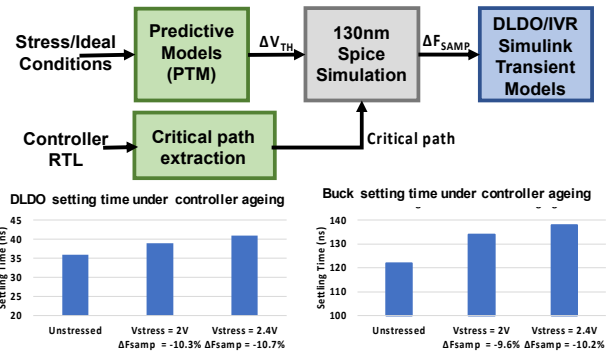 Stress/Ideal
Conditions
Predictive
Models
(PTM)
ΔV_TH
130nm
Spice
Simulation
ΔF_SAMP
DLDO/IVR
Simulink
Transient
Models
Controller
RTL
Critical path
extraction
Critical path
DLDO setting time under controller ageing
Settling Time (ns)
45
40
35
30
25
20
Unstressed
Vstress = 2V
ΔFsamp = -10.3%
Vstress = 2.4V
ΔFsamp = -10.7%
Buck setting time under controller ageing
Settling Time (ns)
140
130
120
110
100
Unstressed
Vstress = 2V
ΔFsamp = -9.6%
Vstress = 2.4V
ΔFsamp = -10.2%